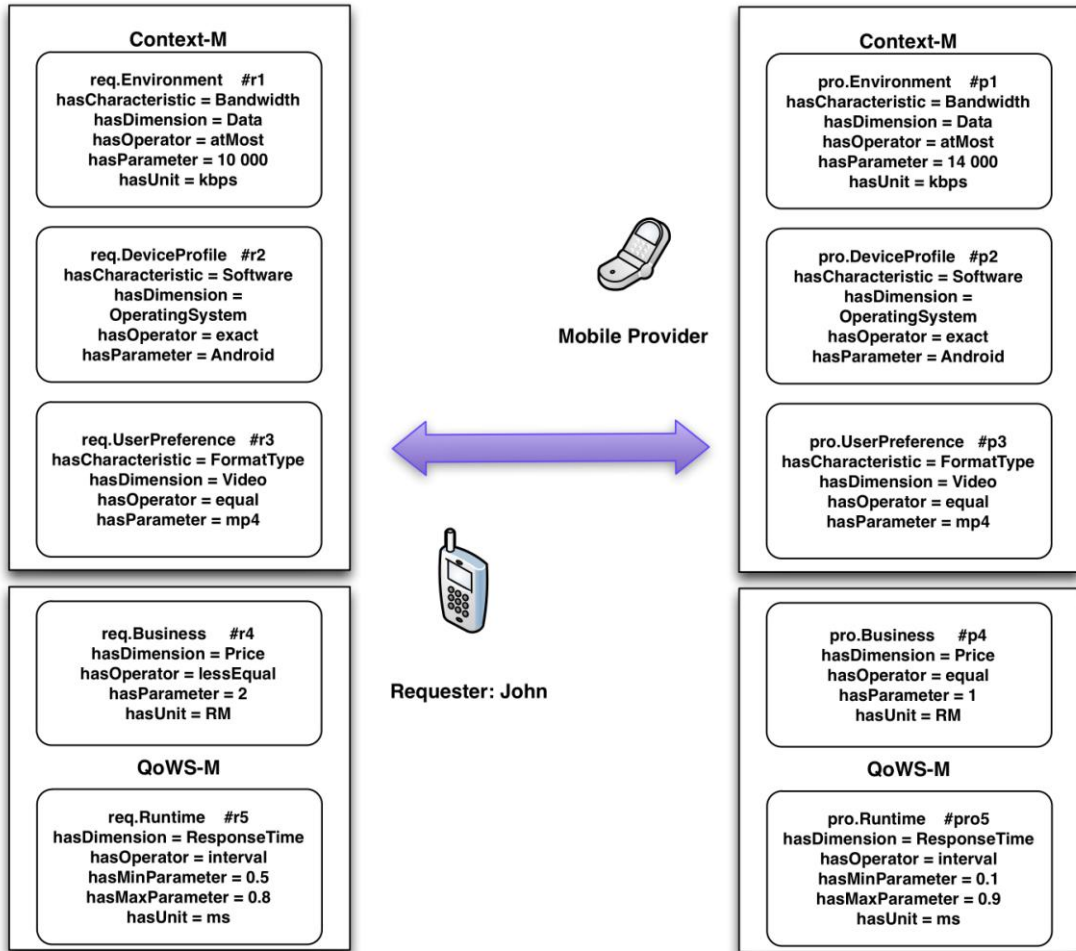 Context-M
req.Environment #r1
hasCharacteristic = Bandwidth
hasDimension = Data
hasOperator = atMost
hasParameter = 10 000
hasUnit = kbps
req.DeviceProfile #r2
hasCharacteristic = Software
hasDimension =
OperatingSystem
hasOperator = exact
hasParameter = Android
req.UserPreference #r3
hasCharacteristic = FormatType
hasDimension = Video
hasOperator = equal
hasParameter = mp4
req.Business #r4
hasDimension = Price
hasOperator = lessEqual
hasParameter = 2
hasUnit = RM
QoWS-M
req.Runtime #r5
hasDimension = ResponseTime
hasOperator = interval
hasMinParameter = 0.5
hasMaxParameter = 0.8
hasUnit = ms
Mobile Provider
Requester: John
Context-M
pro.Environment #p1
hasCharacteristic = Bandwidth
hasDimension = Data
hasOperator = atMost
hasParameter = 14 000
hasUnit = kbps
pro.DeviceProfile #p2
hasCharacteristic = Software
hasDimension =
OperatingSystem
hasOperator = exact
hasParameter = Android
pro.UserPreference #p3
hasCharacteristic = FormatType
hasDimension = Video
hasOperator = equal
hasParameter = mp4
pro.Business #p4
hasDimension = Price
hasOperator = equal
hasParameter = 1
hasUnit = RM
QoWS-M
pro.Runtime #pro5
hasDimension = ResponseTime
hasOperator = interval
hasMinParameter = 0.1
hasMaxParameter = 0.9
hasUnit = ms